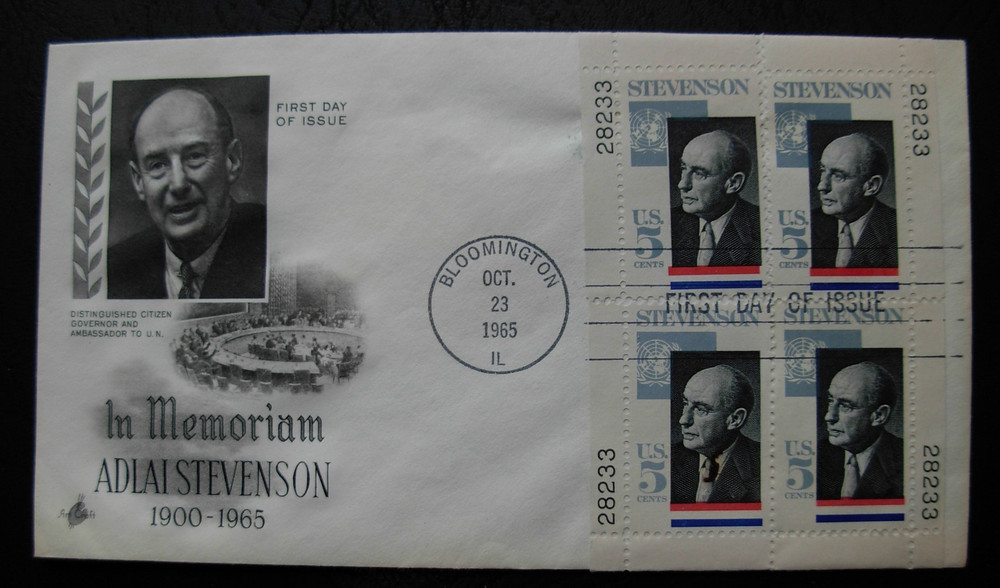 FIRST DAY
OF ISSUE
DISTINGUISHED CITIZEN
GOVERNOR AND
AMBASSADOR TO U.N.
In Memoriam
ADLAI STEVENSON
1900-1965
Art Craft
BLOOMINGTON
OCT.
23
1965
IL
28233
STEVENSON
U.S.
5
CENTS
STEVENSON
U.S.
5
CENTS
28233
FIRST DAY OF ISSUE
28233
STEVENSON
U.S.
5
CENTS
STEVENSON
U.S.
5
CENTS
28233